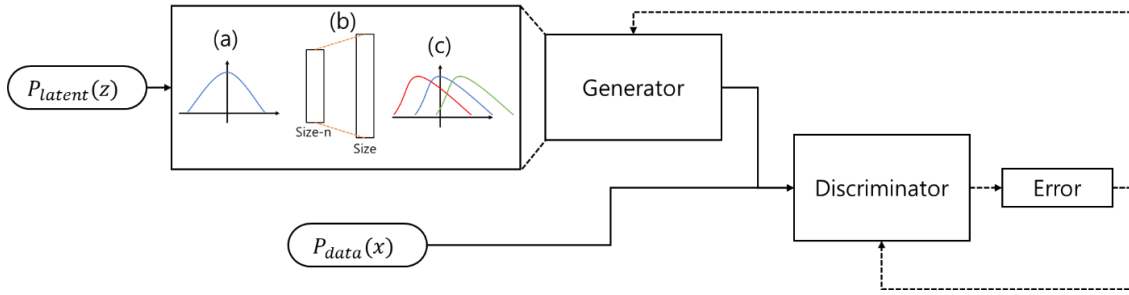 (a)
(b)
(c)
P_latent(z)
Size-n
Size
Generator
Discriminator
Error
P_data(x)